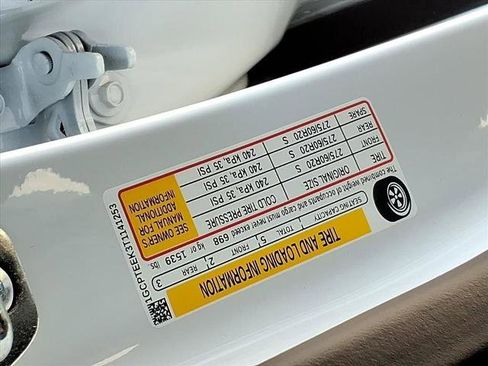 TIRE AND LOADING INFORMATION
SEATING CAPACITY TOTAL 5 FRONT 2 REAR 3
The combined weight of occupants and cargo must never exceed 698 kg or 1539 lbs
TIRE ORIGINAL SIZE COLD TIRE PRESSURE
FRONT 275/60R20 S 240 kPa, 35 PSI
REAR 275/60R20 S 240 kPa, 35 PSI
SPARE 275/60R20 S 240 kPa, 35 PSI
SEE OWNER'S
MANUAL FOR
ADDITIONAL
INFORMATION